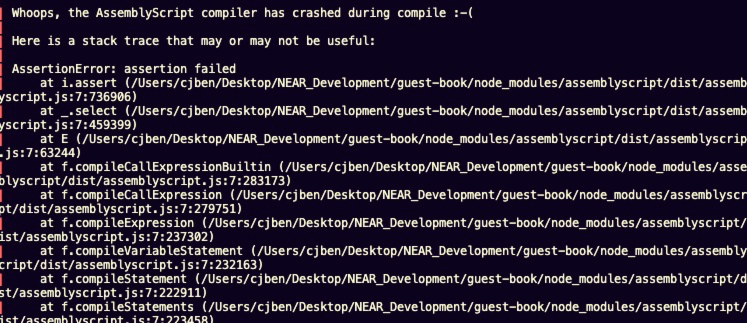 Whoops, the AssemblyScript compiler has crashed during compile :-(
Here is a stack trace that may or may not be useful:
AssertionError: assertion failed
at i.assert (/Users/cjben/Desktop/NEAR_Development/guest-book/node_modules/assemblyscript/dist/assemb
yscript.js:7:736906)
at _.select (/Users/cjben/Desktop/NEAR_Development/guest-book/node_modules/assemblyscript/dist/assemb
yscript.js:7:459399)
at E (/Users/cjben/Desktop/NEAR_Development/guest-book/node_modules/assemblyscript/dist/assemblyscrip
.js:7:63244)
at f.compileCallExpressionBuiltin (/Users/cjben/Desktop/NEAR_Development/guest-book/node_modules/asse
blyscript/dist/assemblyscript.js:7:283173)
at f.compileCallExpression (/Users/cjben/Desktop/NEAR_Development/guest-book/node_modules/assemblyscr
pt/dist/assemblyscript.js:7:279751)
at f.compileExpression (/Users/cjben/Desktop/NEAR_Development/guest-book/node_modules/assemblyscript/
ist/assemblyscript.js:7:237302)
at f.compileVariableStatement (/Users/cjben/Desktop/NEAR_Development/guest-book/node_modules/assembly
cript/dist/assemblyscript.js:7:232163)
at f.compileStatement (/Users/cjben/Desktop/NEAR_Development/guest-book/node_modules/assemblyscript/d
st/assemblyscript.js:7:222911)
at f.compileStatements (/Users/cjben/Desktop/NEAR_Development/guest-book/node_modules/assemblyscript/
ist/assemblyscript.js:7:223458)